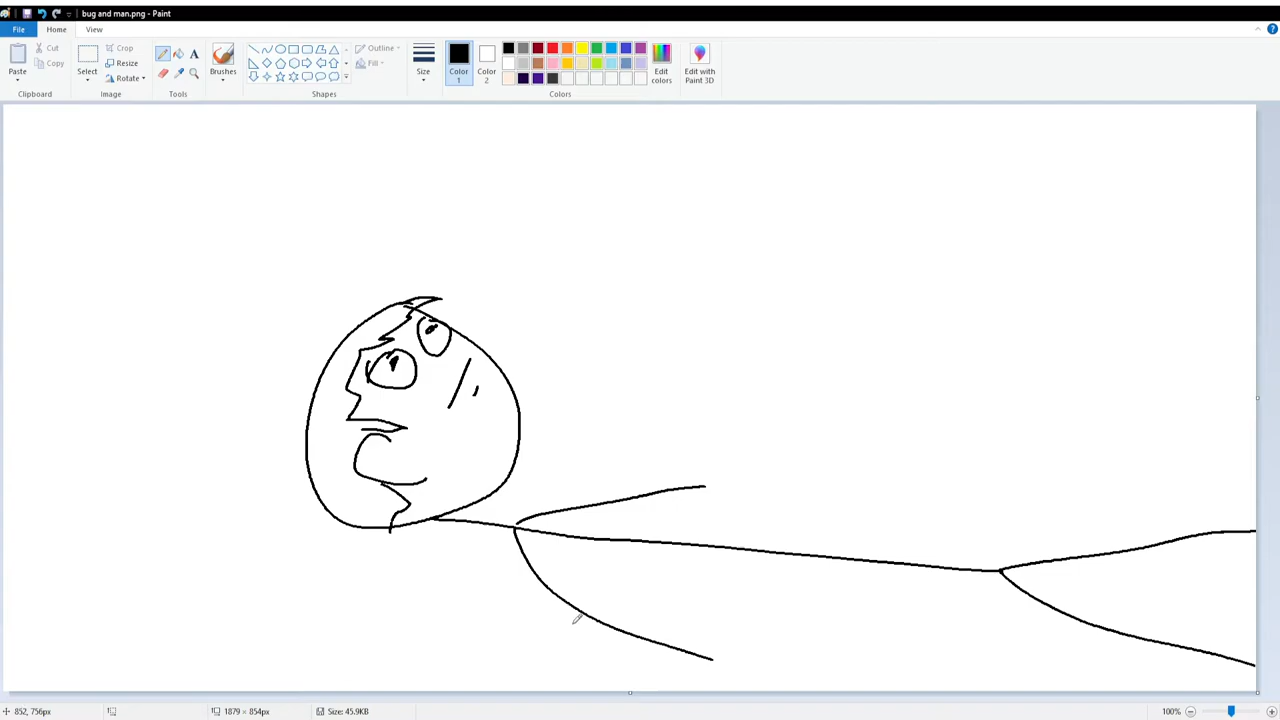 bug and man.png - Paint
File Home View
Paste
Cut
Copy
Clipboard
Select
Crop
Resize
Rotate
Image
A
Tools
Brushes
Outline
Fill
Shapes
Size
Color 1
Color 2
Edit colors
Edit with Paint 3D
Colors
852, 756px 1879 × 854px Size: 45.9KB 100%